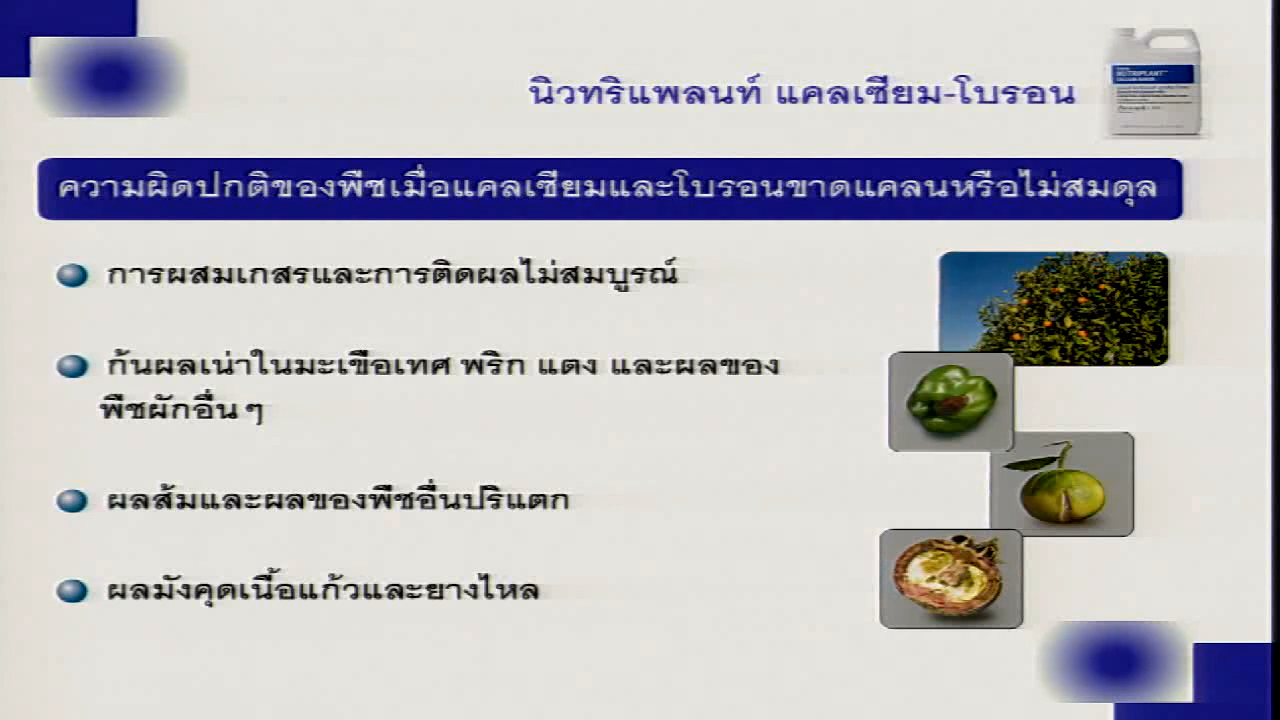 นิวทริแพลนท์ แคลเซียม-โบรอน
NUTRIPLANT
ความผิดปกติของพืชเมื่อแคลเซียมและโบรอนขาดแคลนหรือไม่สมดุล
การผสมเกสรและการติดผลไม่สมบูรณ์
ก้นผลเน่าในมะเขือเทศ พริก แตง และผลของ
พืชผักอื่น ๆ
ผลส้มและผลของพืชอื่นปริแตก
ผลมังคุดเนื้อแก้วและยางไหล